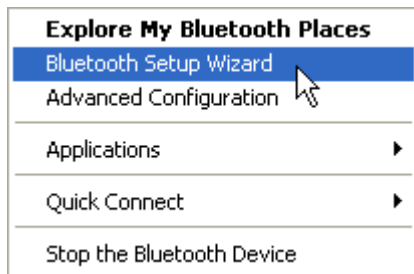 Explore My Bluetooth Places
Bluetooth Setup Wizard
Advanced Configuration
Applications
Quick Connect
Stop the Bluetooth Device